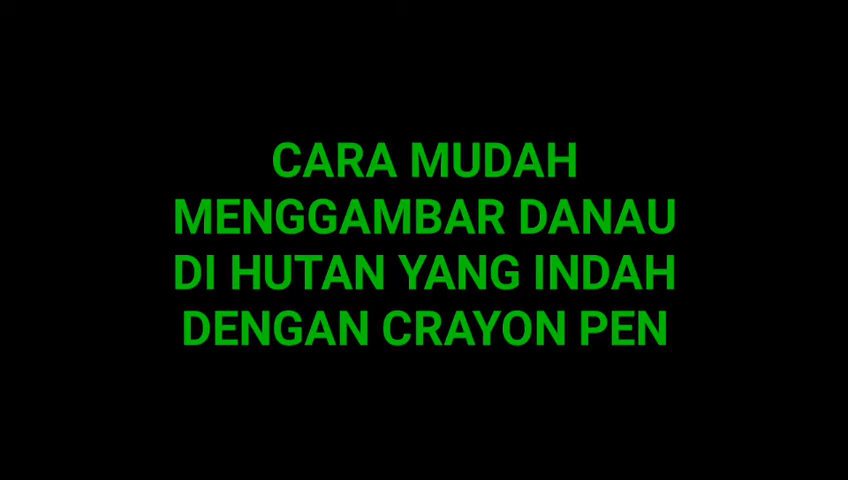 CARA MUDAH
MENGGAMBAR DANAU
DI HUTAN YANG INDAH
DENGAN CRAYON PEN